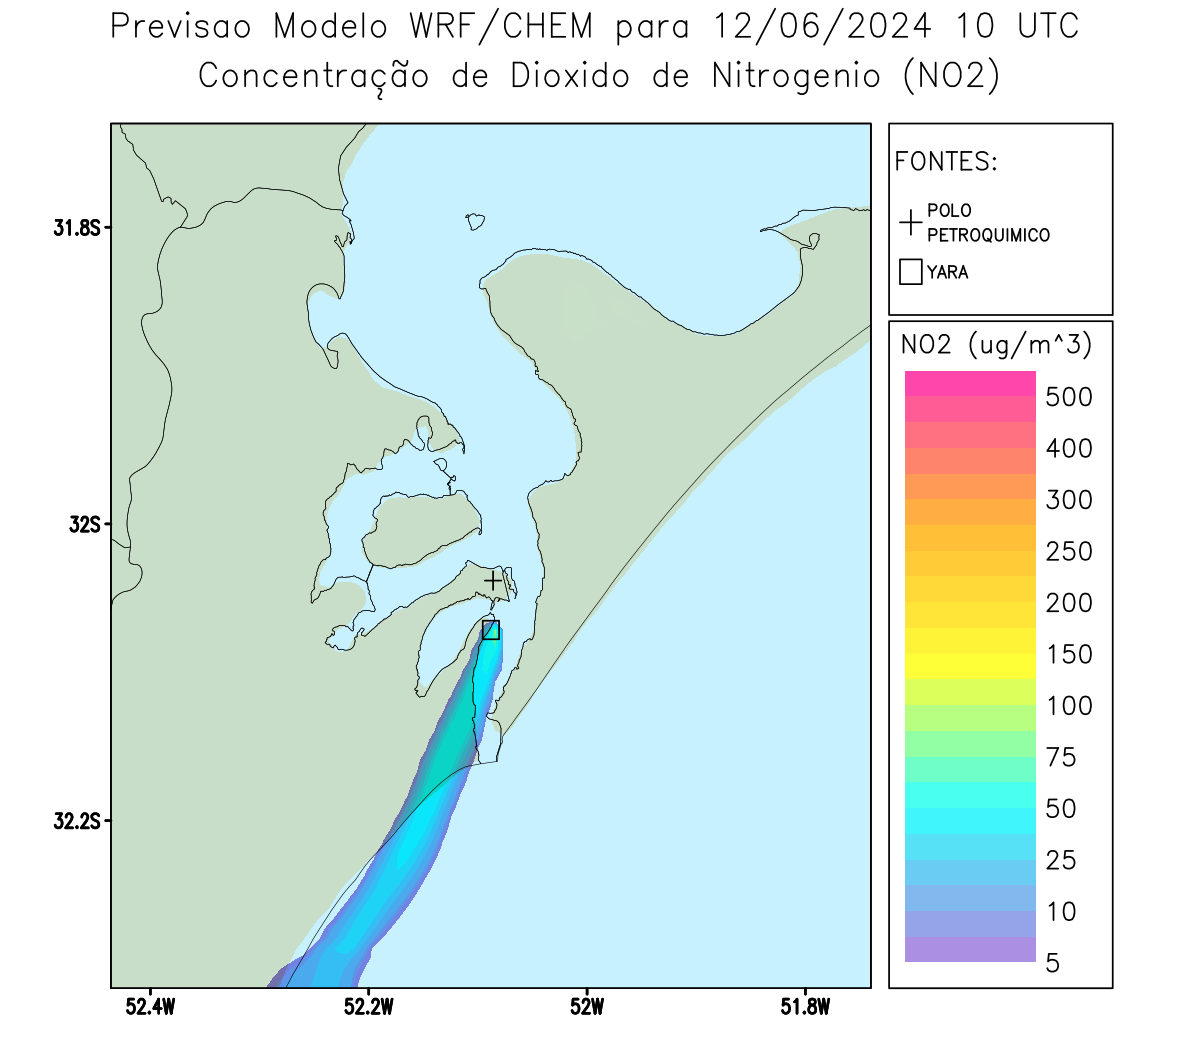 Previsao Modelo WRF/CHEM para 12/06/2024 10 UTC
Concentração de Dioxido de Nitrogenio (NO2)
FONTES:
POLO
PETROQUIMICO
YARA
NO2 (ug/m^3)
500
400
300
250
200
150
100
75
50
25
10
5
31.8S
32S
32.2S
52.4W
52.2W
52W
51.8W